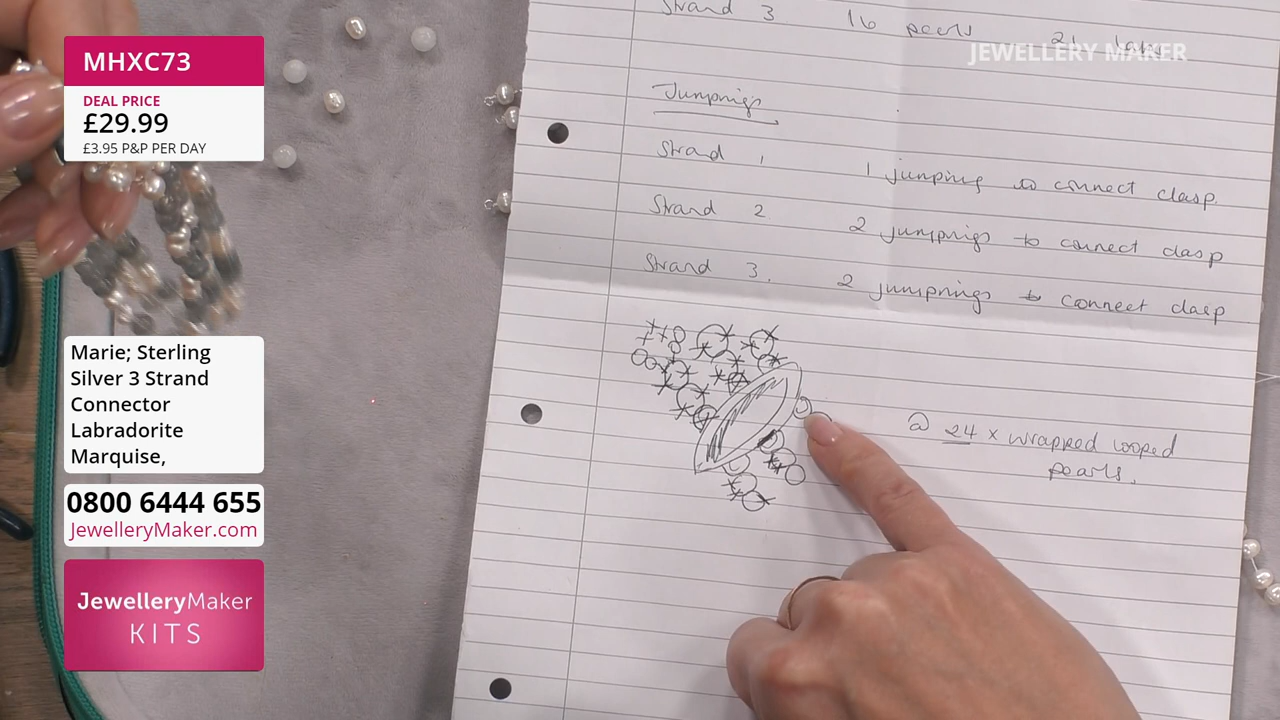 MHXC73
DEAL PRICE
£29.99
£3.95 P&P PER DAY
Marie; Sterling
Silver 3 Strand
Connector
Labradorite
Marquise,
0800 6444 655
JewelleryMaker.com
JewelleryMaker
KITS
JEWELLERY MAKER
Strand 3 16 pearls 21
Jumprings
Strand 1 1 jumpring to connect clasp.
Strand 2 2 jumprings to connect clasp
Strand 3. 2 jumprings to connect clasp
24 x wrapped looped
pearls.